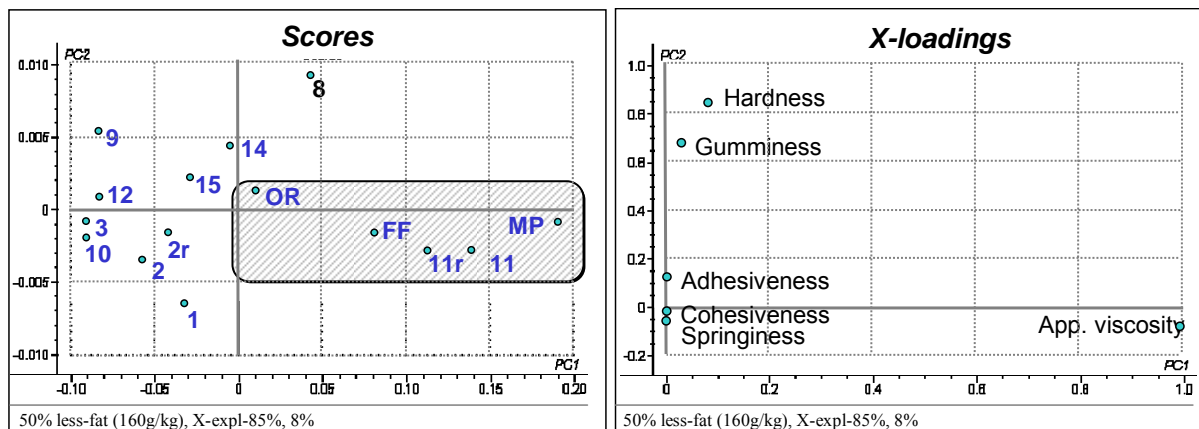 Scores
PC2
0.010
0.005
0
-0.005
-0.010
8
9
14
15
12
OR
3
10
2r
2
1
FF
11r
11
MP
PC1
-0.10
-0.05
0
0.05
0.10
0.15
0.20
50% less-fat (160g/kg), X-expl-85%, 8%
X-loadings
PC2
1.0
0.8
0.6
0.4
0.2
0
-0.2
Hardness
Gumminess
Adhesiveness
Cohesiveness
Springiness
App. viscosity
PC1
0
0.2
0.4
0.6
0.8
1.0
50% less-fat (160g/kg), X-expl-85%, 8%